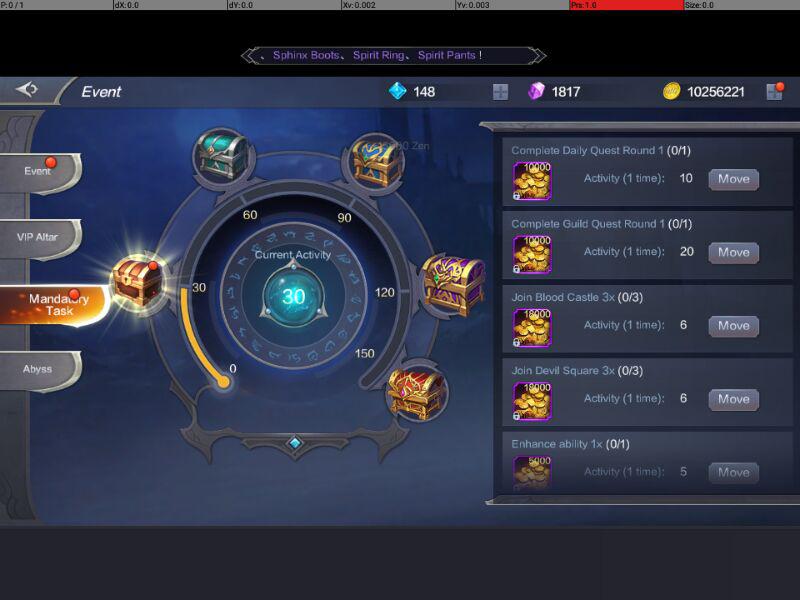 P: 0 / 1
dX: 0.0
dY: 0.0
Xv: 0.002
Yv: 0.003
Prs: 1.0
Size: 0.0
、 Sphinx Boots、 Spirit Ring、 Spirit Pants !
Event
148
1817
10256221
Event
VIP Altar
Mandatory
Task
Abyss
Zen
60
90
30
120
0
150
Current Activity
30
Complete Daily Quest Round 1 (0/1)
10000
Activity (1 time): 10
Move
Complete Guild Quest Round 1 (0/1)
10000
Activity (1 time): 20
Move
Join Blood Castle 3x (0/3)
18000
Activity (1 time): 6
Move
Join Devil Square 3x (0/3)
18000
Activity (1 time): 6
Move
Enhance ability 1x (0/1)
5000
Activity (1 time): 5
Move